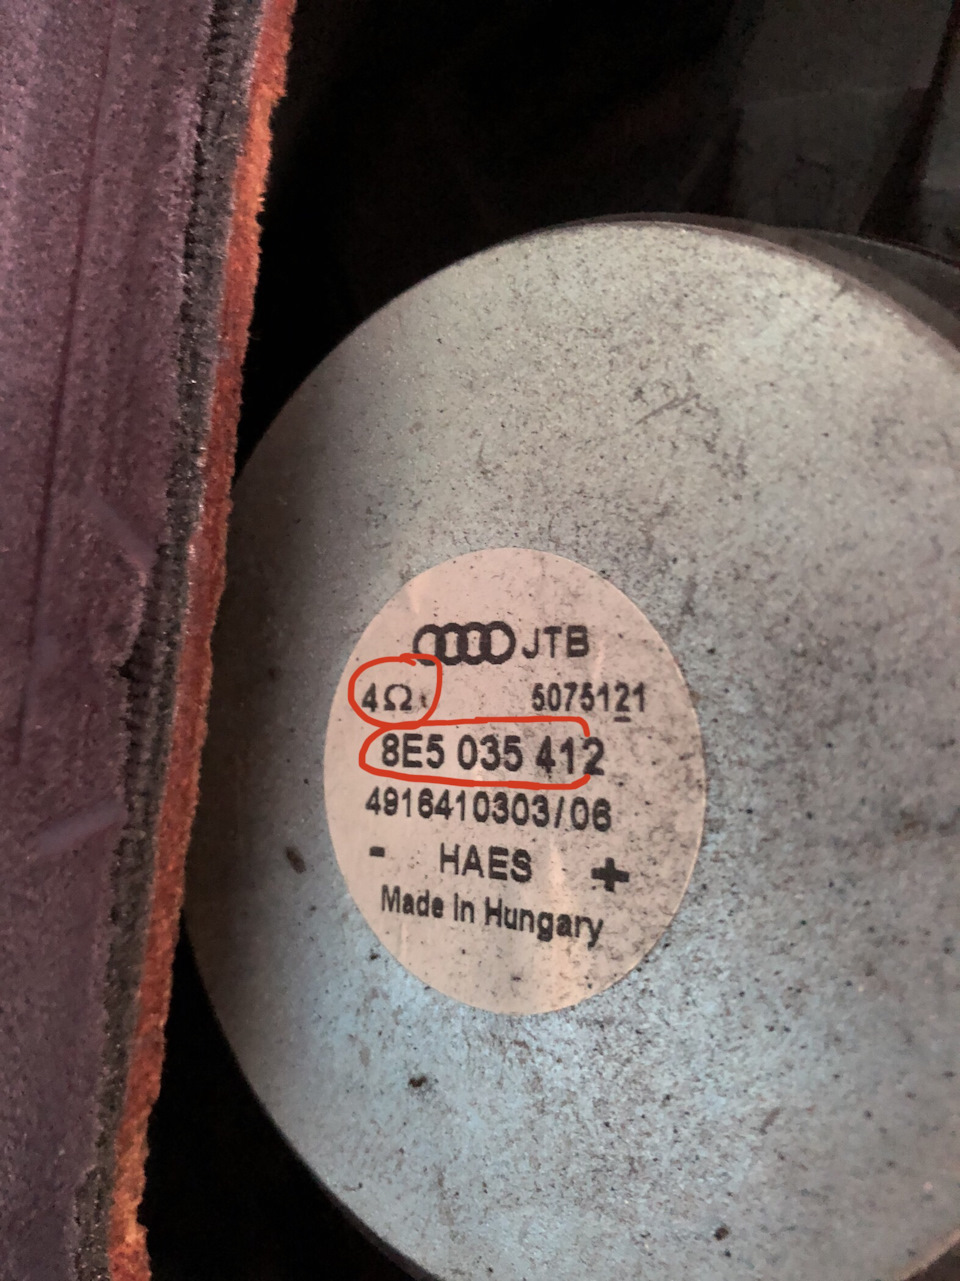 JTB
4Ω 5075121
8E5 035 412
4916410303/06
- HAES +
Made in Hungary